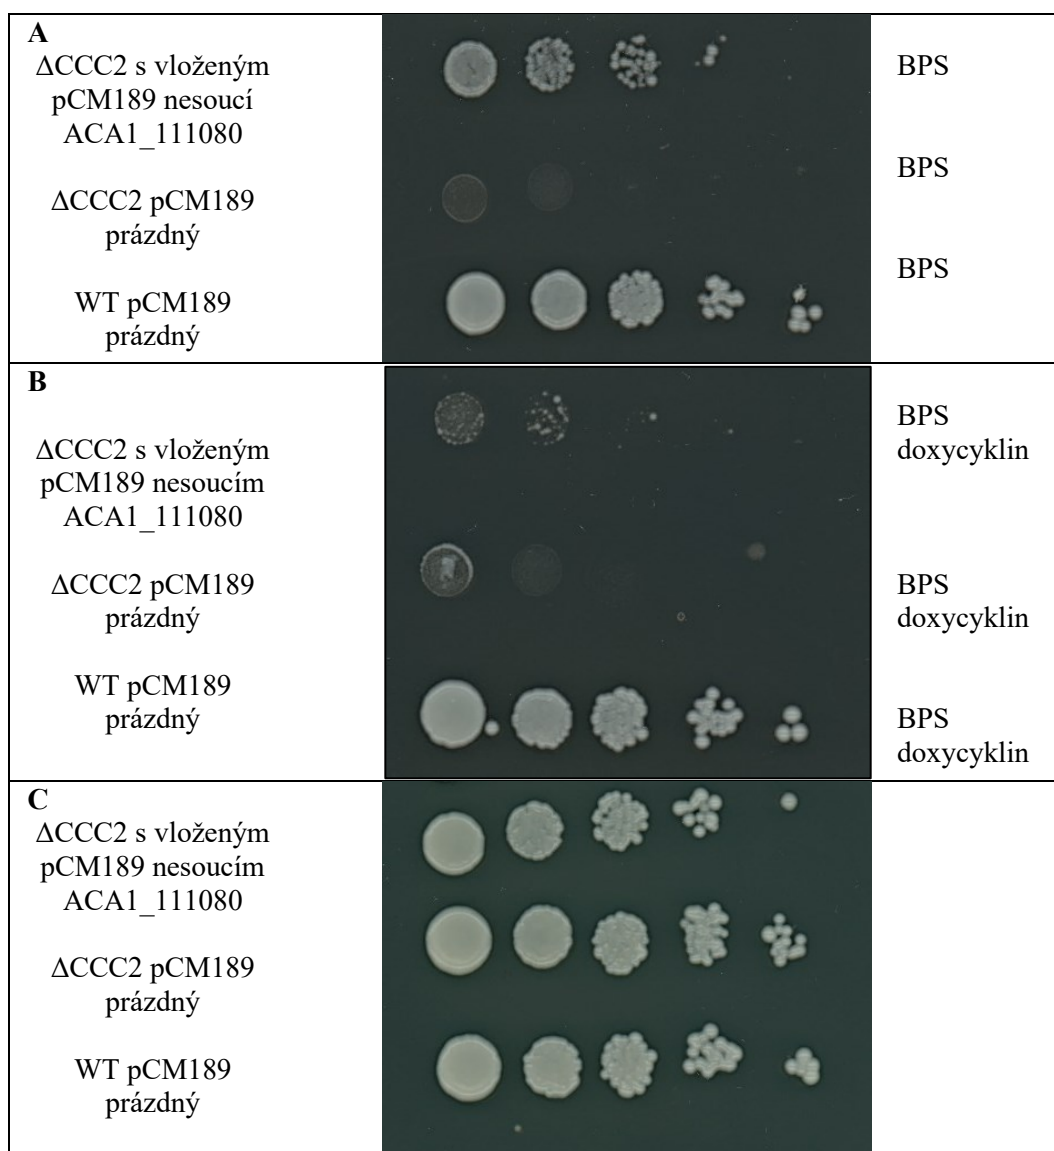 A
ΔCCC2 s vloženým
pCM189 nesoucí
ACA1_111080
BPS
ΔCCC2 pCM189
prázdný
BPS
WT pCM189
prázdný
BPS
B
ΔCCC2 s vloženým
pCM189 nesoucím
ACA1_111080
BPS
doxycyklin
ΔCCC2 pCM189
prázdný
BPS
doxycyklin
WT pCM189
prázdný
BPS
doxycyklin
C
ΔCCC2 s vloženým
pCM189 nesoucím
ACA1_111080
ΔCCC2 pCM189
prázdný
WT pCM189
prázdný